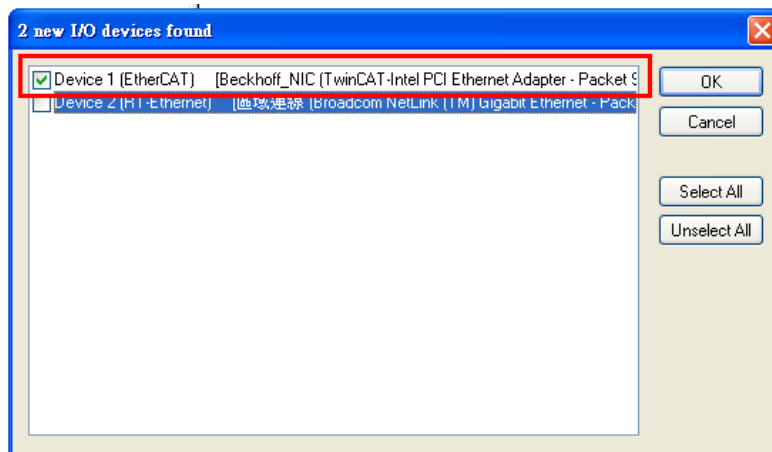 2 new I/O devices found
Device 1 (EtherCAT) [Beckhoff_NIC (TwinCAT-Intel PCI Ethernet Adapter - Packet S
Device 2 (RT-Ethernet) [區域連線 (Broadcom NetLink (TM) Gigabit Ethernet - Pack
OK
Cancel
Select All
Unselect All